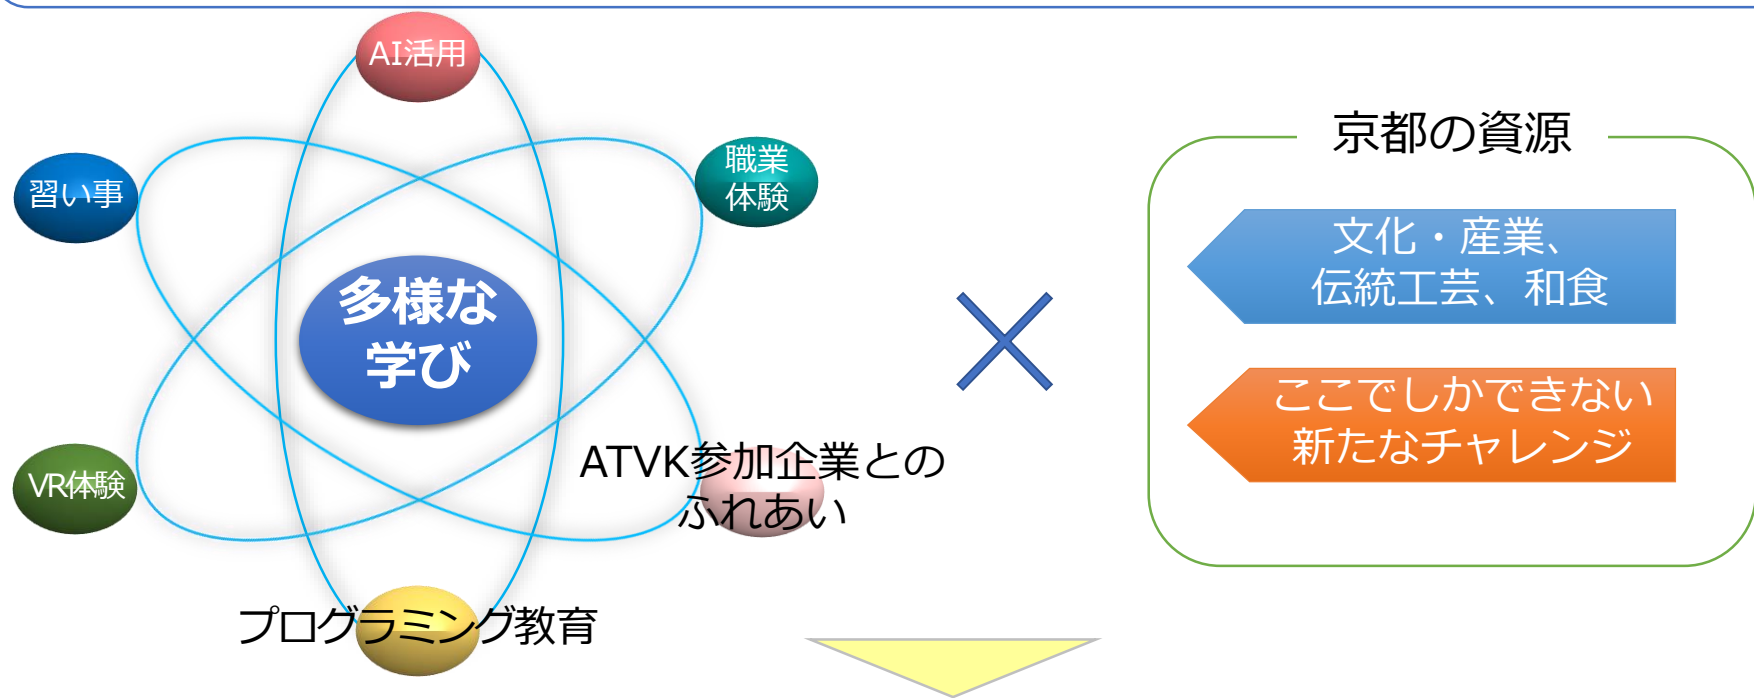 AI活用
職業
体験
習い事
多様な
学び
VR体験
ATVK参加企業との
ふれあい
プログラミング教育
京都の資源
文化・産業、
伝統工芸、和食
ここでしかできない
新たなチャレンジ